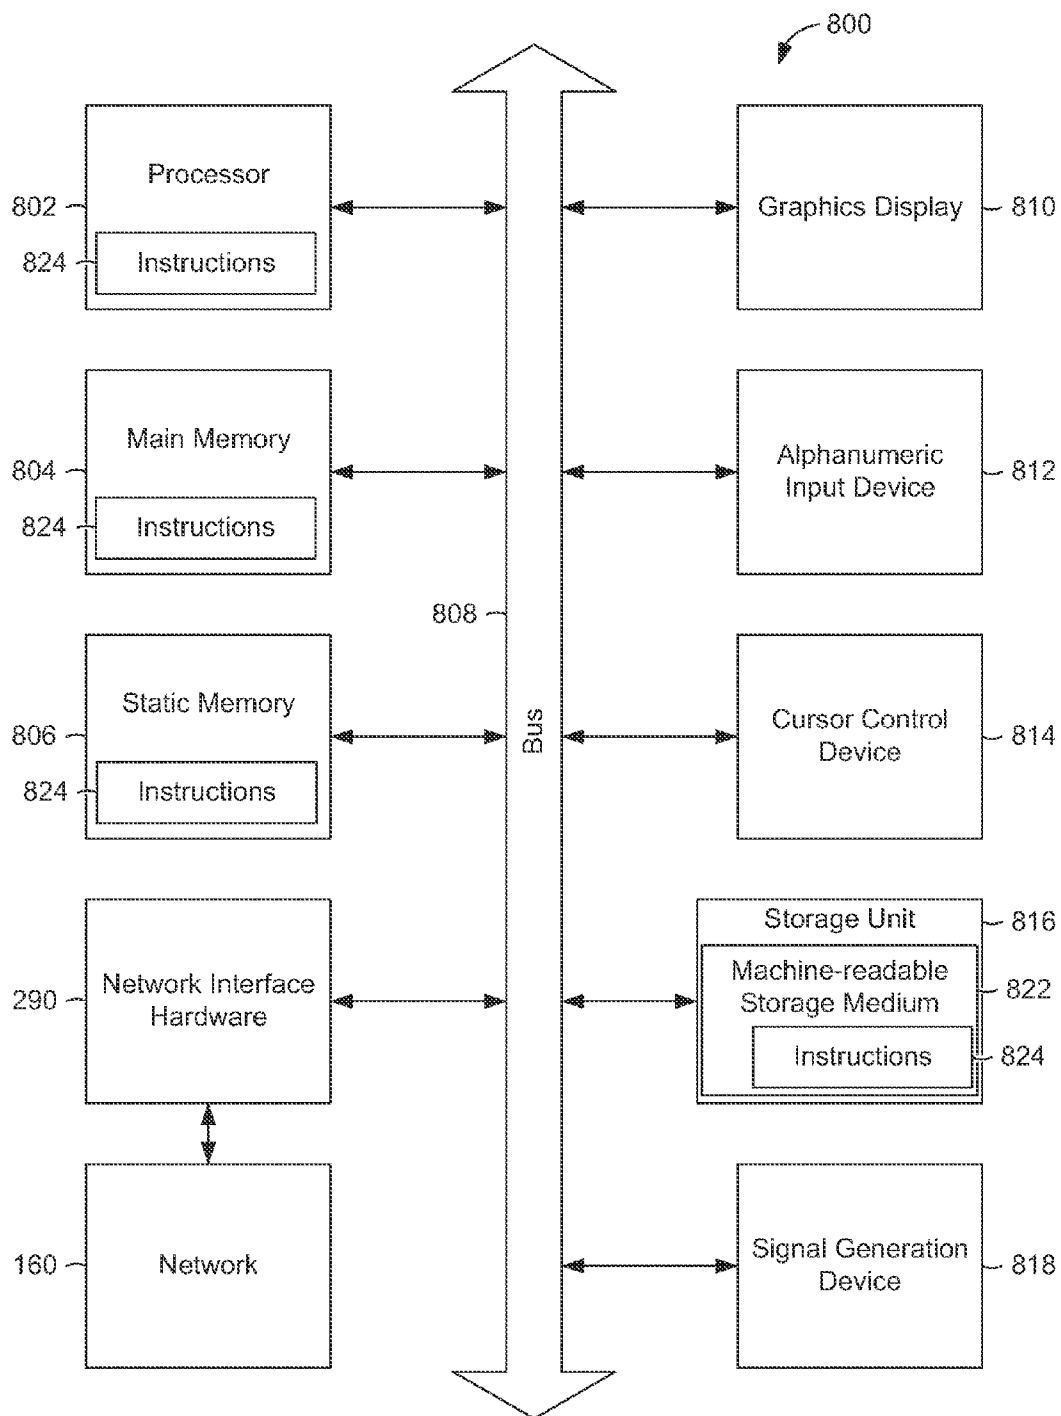 800
Processor
802
824
Instructions
Graphics Display
810
Main Memory
804
824
Instructions
Alphanumeric
Input Device
812
808
Bus
Static Memory
806
824
Instructions
Cursor Control
Device
814
Network Interface
Hardware
290
Storage Unit
816
Machine-readable
Storage Medium
822
Instructions
824
Network
160
Signal Generation
Device
818